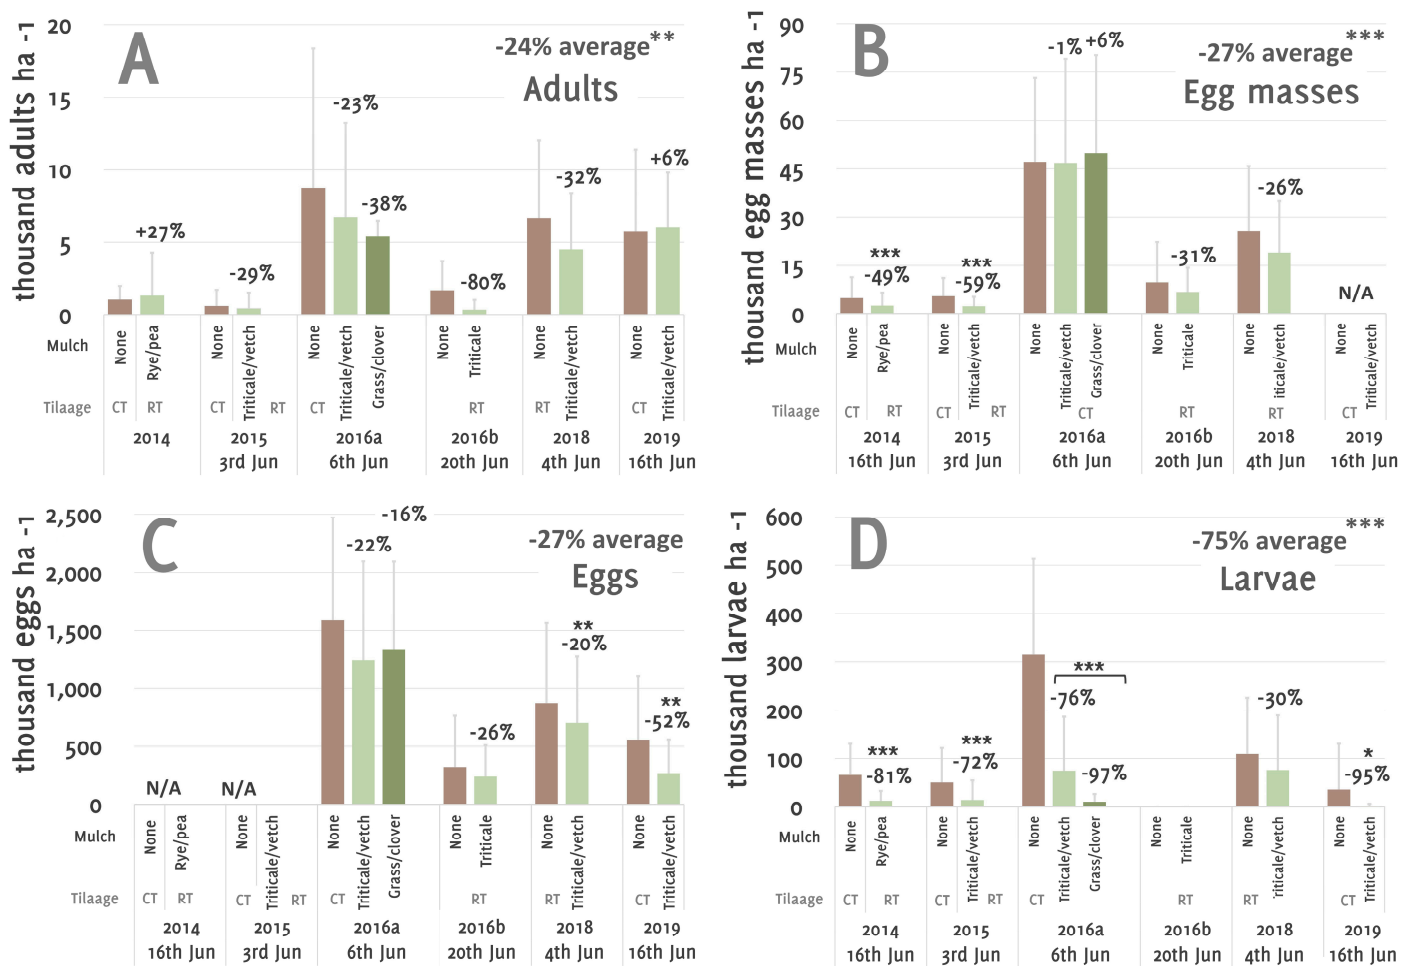 A
thousand adults ha -1
20
15
10
5
0
-24% average**
Adults
+27%
-29%
-23%
-38%
-80%
-32%
+6%
Mulch
None
Rye/pea
None
Triticale/vetch
None
Triticale/vetch
Grass/clover
None
Triticale
None
Triticale/vetch
None
Triticale/vetch
Tilaage
CT
RT
CT
RT
CT
RT
RT
CT
2014
2015
2016a
2016b
2018
2019
3rd Jun
6th Jun
20th Jun
4th Jun
16th Jun
B
thousand egg masses ha -1
90
75
60
45
30
15
0
-27% average***
Egg masses
***
-49%
***
-59%
-1%
+6%
-31%
-26%
N/A
Mulch
None
Rye/pea
None
Triticale/vetch
None
Triticale/vetch
Grass/clover
None
Triticale
None
iticale/vetch
None
Triticale/vetch
Tilaage
CT
RT
CT
RT
CT
RT
RT
CT
2014
2015
2016a
2016b
2018
2019
16th Jun
3rd Jun
6th Jun
20th Jun
4th Jun
16th Jun
C
thousand eggs ha -1
2,500
2,000
1,500
1,000
500
0
-27% average
Eggs
N/A
N/A
-22%
-16%
-26%
**
-20%
**
-52%
Mulch
None
Rye/pea
None
Triticale/vetch
None
Triticale/vetch
Grass/clover
None
Triticale
None
Triticale/vetch
None
Triticale/vetch
Tilaage
CT
RT
CT
RT
CT
RT
RT
CT
2014
2015
2016a
2016b
2018
2019
16th Jun
3rd Jun
6th Jun
20th Jun
4th Jun
16th Jun
D
thousand larvae ha -1
600
500
400
300
200
100
0
-75% average***
Larvae
***
-81%
***
-72%
***
-76%
-97%
-30%
*
-95%
Mulch
None
Rye/pea
None
Triticale/vetch
None
Triticale/vetch
Grass/clover
None
Triticale
None
Triticale/vetch
None
Triticale/vetch
Tilaage
CT
RT
CT
RT
CT
RT
RT
CT
2014
2015
2016a
2016b
2018
2019
16th Jun
3rd Jun
6th Jun
20th Jun
4th Jun
16th Jun